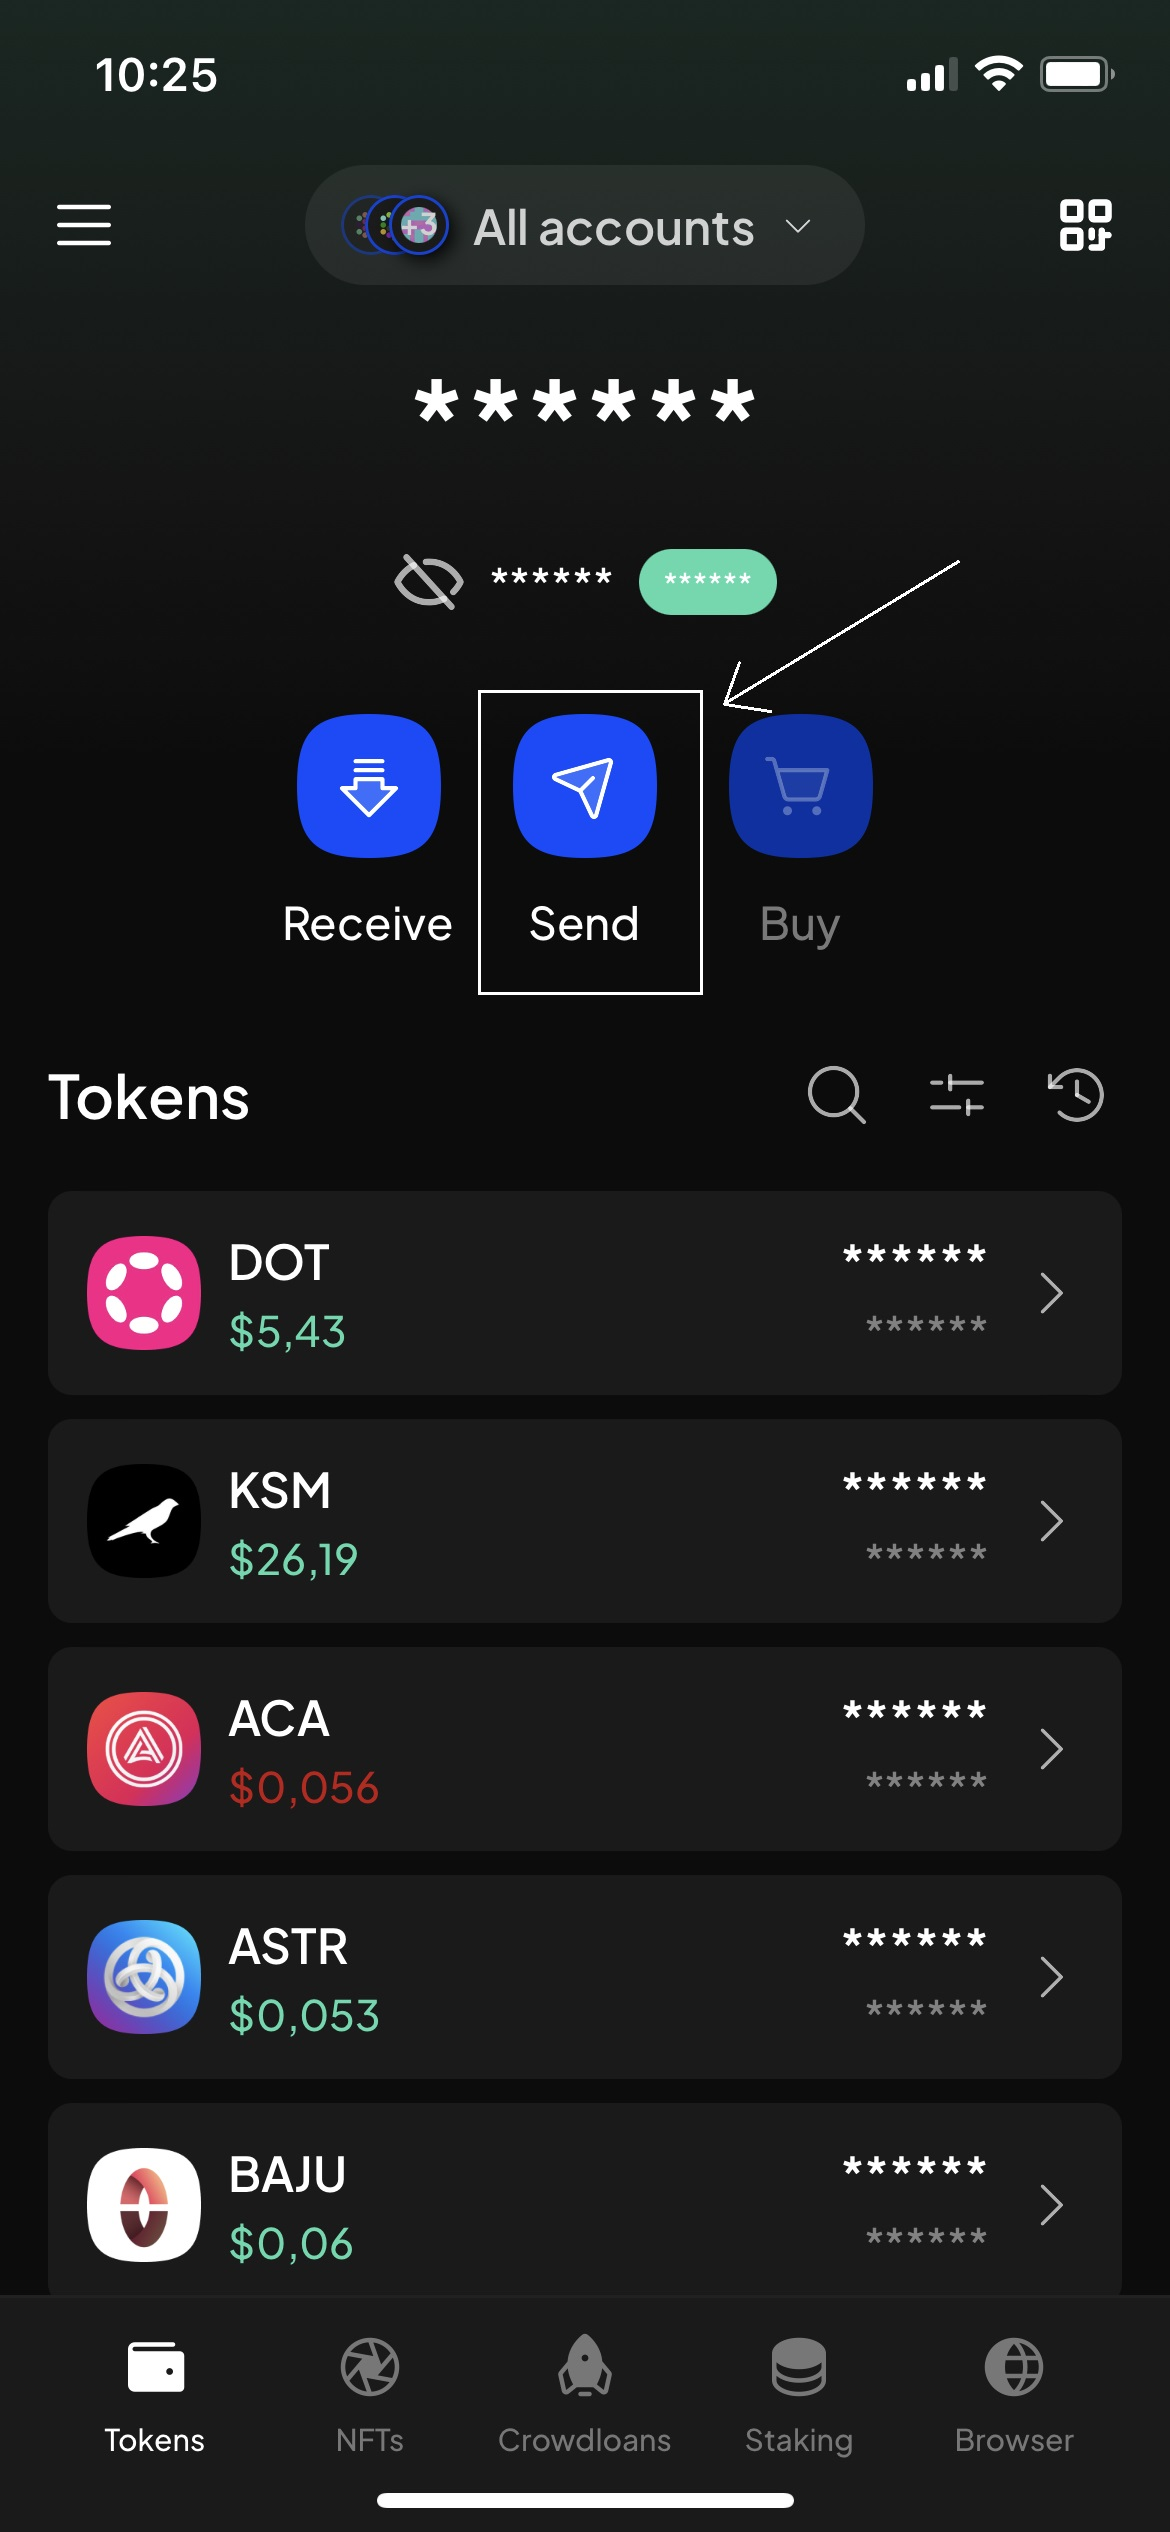 10:25
+3 All accounts
******
****** ******
Receive Send Buy
Tokens
DOT ******
$5,43 ******
KSM ******
$26,19 ******
ACA ******
$0,056 ******
ASTR ******
$0,053 ******
BAJU ******
$0,06 ******
Tokens NFTs Crowdloans Staking Browser